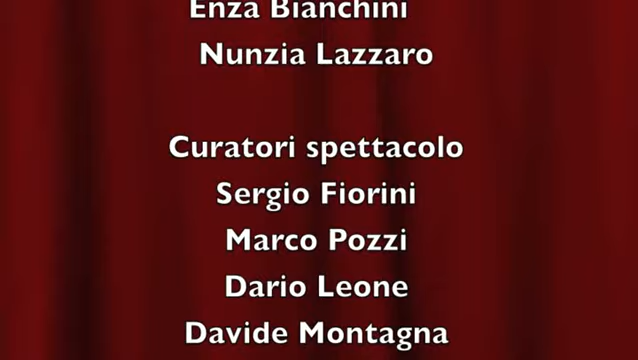 Enza Bianchini
Nunzia Lazzaro
Curatori spettacolo
Sergio Fiorini
Marco Pozzi
Dario Leone
Davide Montagna